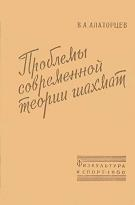 В.А.АЛАТОРЦЕВ
Проблемы
современной
теории шахмат
ФИЗКУЛЬТУРА
И СПОРТ·1960